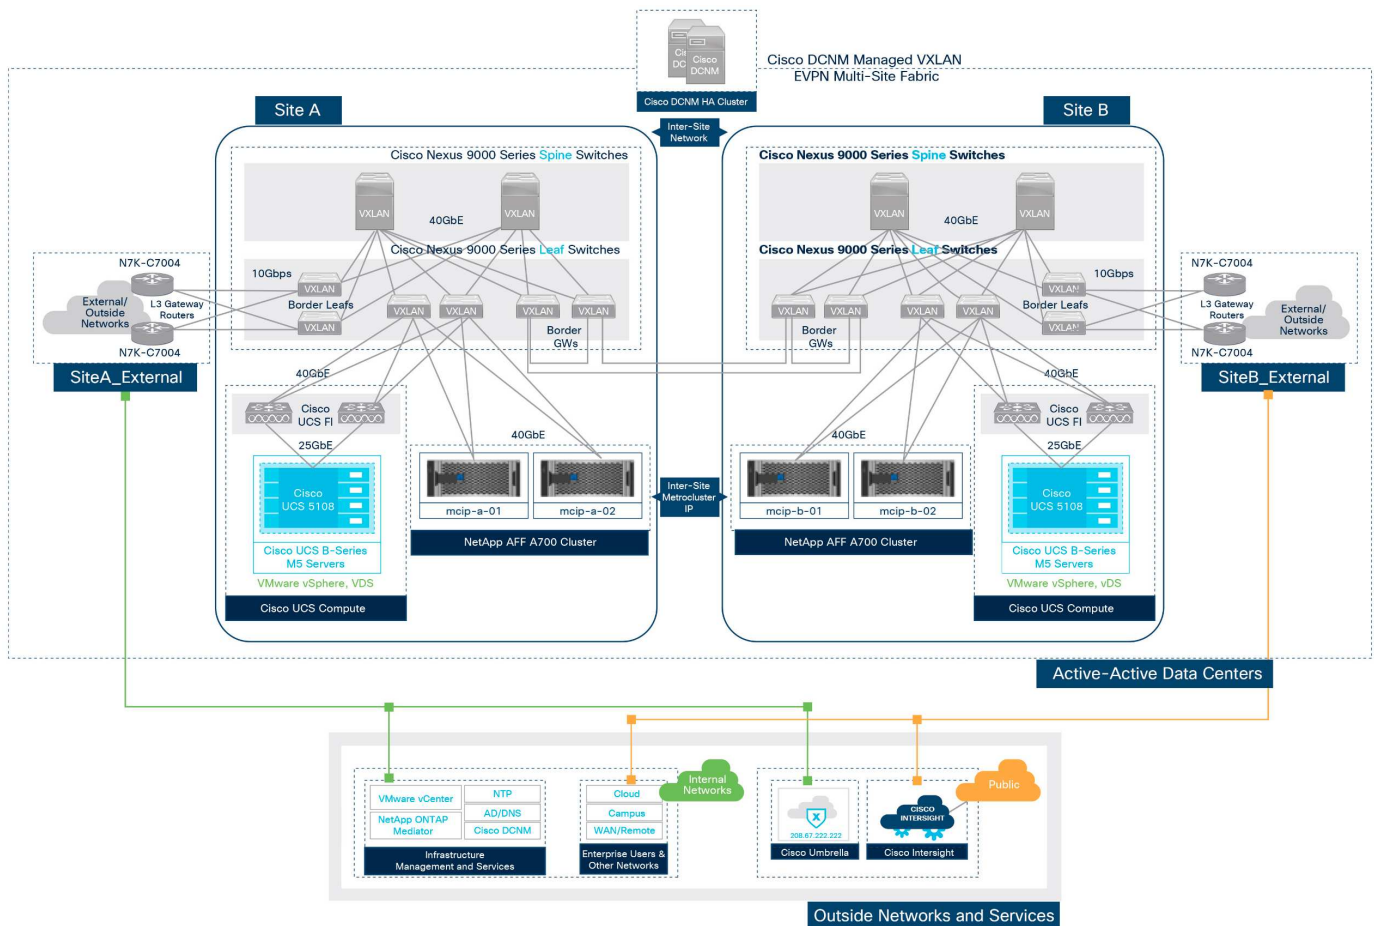 Cisco
DCNM
Cisco DCNM HA Cluster
Cisco DCNM Managed VXLAN
EVPN Multi-Site Fabric
Site A
Inter-Site
Network
Site B
Cisco Nexus 9000 Series Spine Switches
VXLAN
VXLAN
40GbE
Cisco Nexus 9000 Series Leaf Switches
10Gbps
VXLAN
Border Leafs
VXLAN
VXLAN
VXLAN
VXLAN
VXLAN
Border
GWs
N7K-C7004
External/
Outside
Networks
L3 Gateway
Routers
N7K-C7004
SiteA_External
40GbE
Cisco
UCS FI
25GbE
Cisco
UCS 5108
Cisco UCS B-Series
M5 Servers
VMware vSphere, VDS
Cisco UCS Compute
40GbE
mcip-a-01
mcip-a-02
NetApp AFF A700 Cluster
Inter-Site
Metrocluster
IP
Cisco Nexus 9000 Series Spine Switches
VXLAN
VXLAN
40GbE
Cisco Nexus 9000 Series Leaf Switches
10Gbps
VXLAN
Border Leafs
VXLAN
VXLAN
VXLAN
VXLAN
VXLAN
Border
GWs
N7K-C7004
L3 Gateway
Routers
External/
Outside
Networks
N7K-C7004
SiteB_External
40GbE
Cisco
UCS FI
25GbE
Cisco
UCS 5108
Cisco UCS B-Series
M5 Servers
VMware vSphere, vDS
Cisco UCS Compute
40GbE
mcip-b-01
mcip-b-02
NetApp AFF A700 Cluster
Active-Active Data Centers
VMware vCenter
NetApp ONTAP
Mediator
NTP
AD/DNS
Cisco DCNM
Infrastructure
Management and Services
Cloud
Campus
WAN/Remote
Enterprise Users &
Other Networks
Internal
Networks
208.67.222.222
Cisco Umbrella
CISCO
INTERSIGHT
Cisco Intersight
Public
Outside Networks and Services